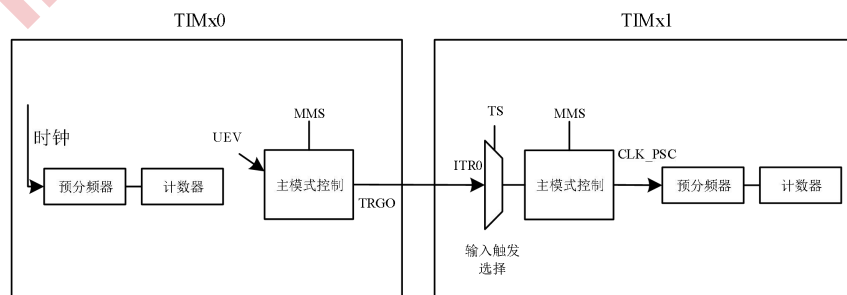 TIMx0
TIMx1
时钟
预分频器
计数器
UEV
MMS
主模式控制
TRGO
ITR0
TS
输入触发
选择
MMS
主模式控制
CLK_PSC
预分频器
计数器